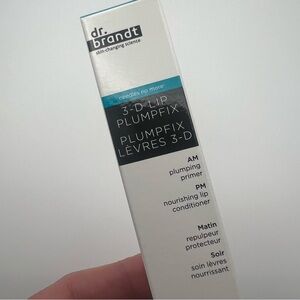 dr.
brandt
skin-changing science
needles no more
3-D LIP
PLUMPFIX
PLUMPFIX
LÈVRES 3-D
AM
plumping
primer
PM
nourishing lip
conditioner
Matin
repulpeur
protecteur
Soir
soin lèvres
nourrissant